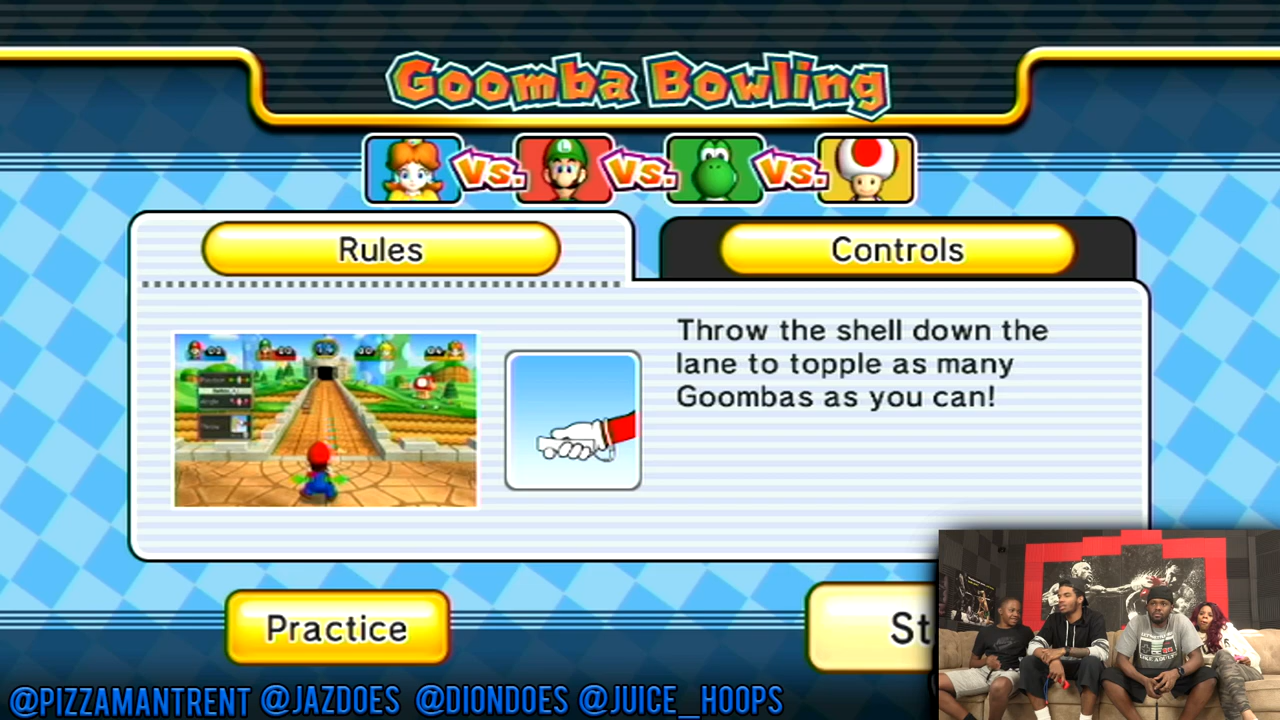 Goomba Bowling
vs. vs. vs.
Rules
Controls
Throw the shell down the
lane to topple as many
Goombas as you can!
Practice
St
@PIZZAMANTRENT @JAZDOES @DIONDOES @JUICE_HOOPS